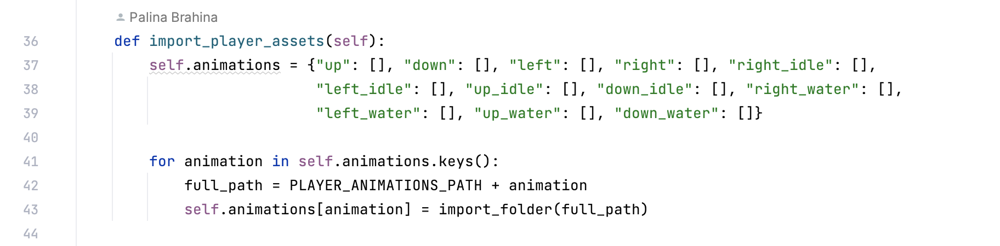 Palina Brahina
36 def import_player_assets(self):
37 self.animations = {"up": [], "down": [], "left": [], "right": [], "right_idle": [],
38 "left_idle": [], "up_idle": [], "down_idle": [], "right_water": [],
39 "left_water": [], "up_water": [], "down_water": []}
40
41 for animation in self.animations.keys():
42 full_path = PLAYER_ANIMATIONS_PATH + animation
43 self.animations[animation] = import_folder(full_path)
44